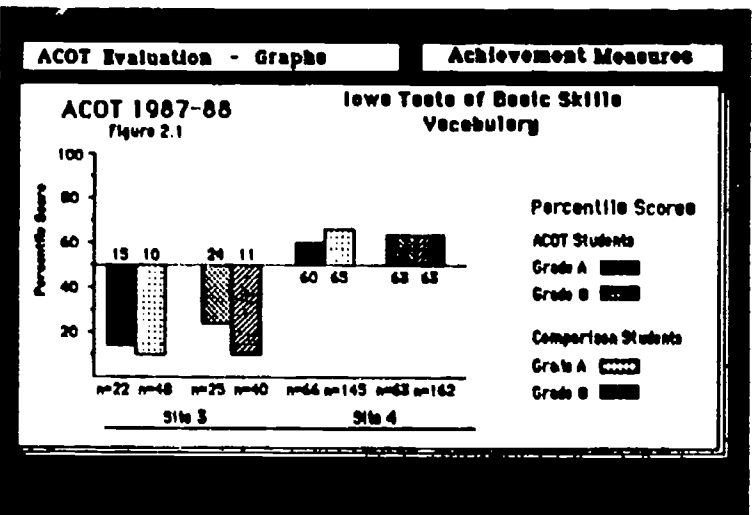 ACOT Evaluation - Graphs
Achievement Measures
ACOT 1987-88
Figure 2.1
Iowa Tests of Basic Skills
Vocabulary
Percentile Score
100
80
60
40
20
15 10 24 11
60 65 63 63
n=22 n=48 n=25 n=40 n=66 n=145 n=63 n=162
Site 3 Site 4
Percentile Scores
ACOT Students
Grade A
Grade B
Comparison Students
Grade A
Grade B